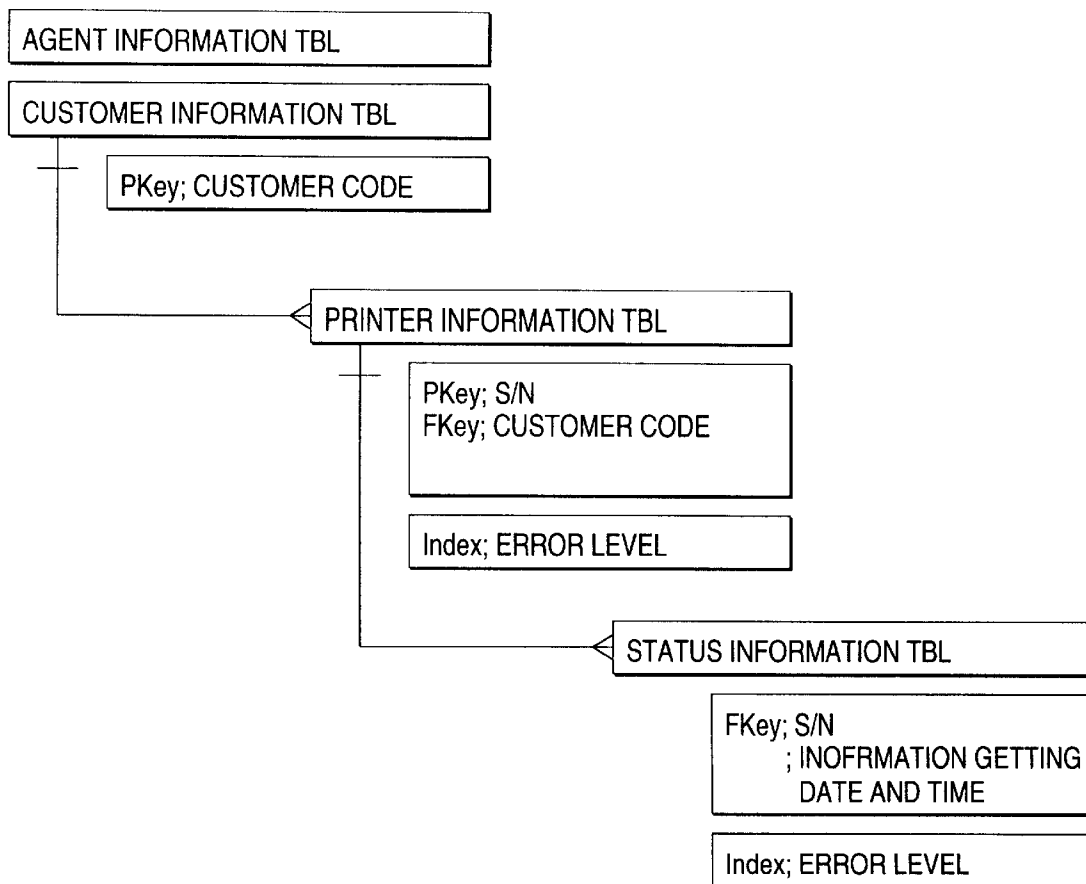 AGENT INFORMATION TBL
CUSTOMER INFORMATION TBL
PKey; CUSTOMER CODE
PRINTER INFORMATION TBL
PKey; S/N
FKey; CUSTOMER CODE
Index; ERROR LEVEL
STATUS INFORMATION TBL
FKey; S/N
; INOFRMATION GETTING
DATE AND TIME
Index; ERROR LEVEL